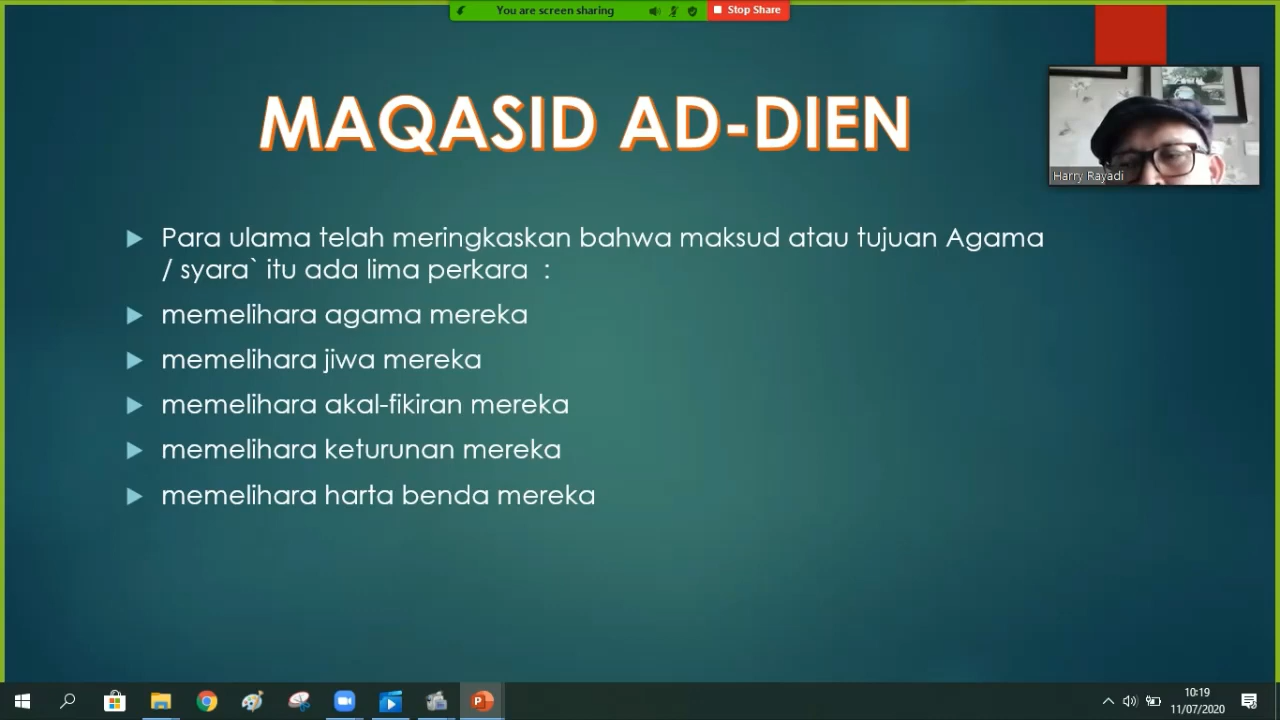 You are screen sharing
Stop Share
MAQASID AD-DIEN
Harry Rayadi
Para ulama telah meringkaskan bahwa maksud atau tujuan Agama
/ syara` itu ada lima perkara :
memelihara agama mereka
memelihara jiwa mereka
memelihara akal-fikiran mereka
memelihara keturunan mereka
memelihara harta benda mereka
10:19
11/07/2020